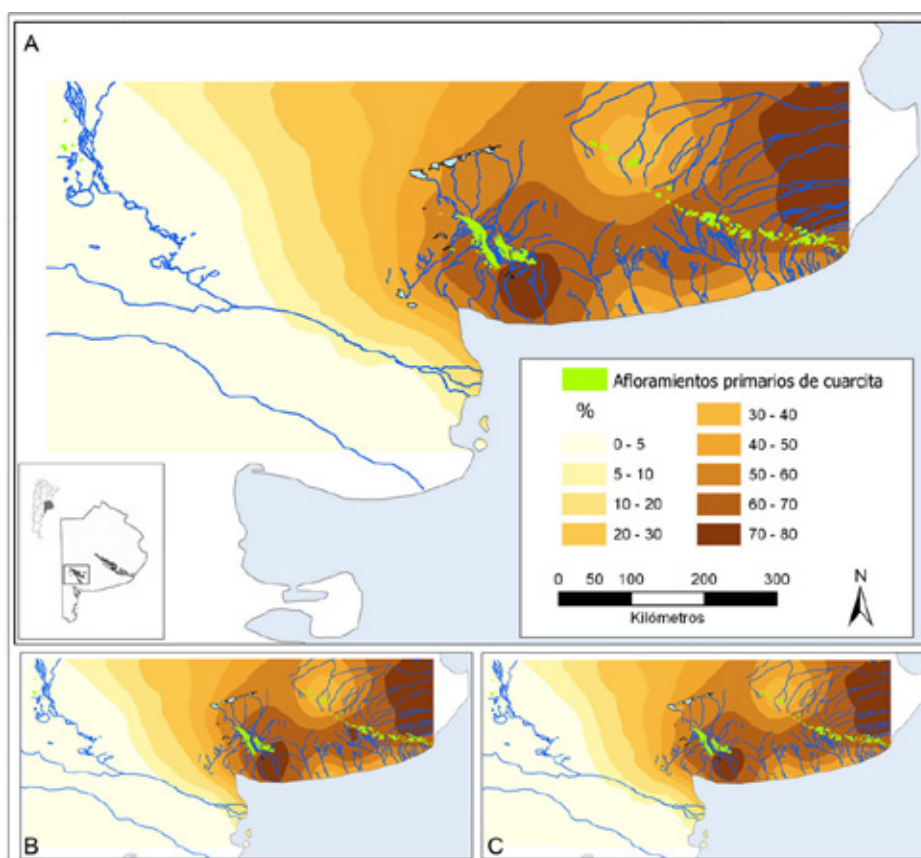 A
Afloramientos primarios de cuarcita
%
0 - 5
5 - 10
10 - 20
20 - 30
30 - 40
40 - 50
50 - 60
60 - 70
70 - 80
0 50 100 200 300
Kilómetros
N
B
C